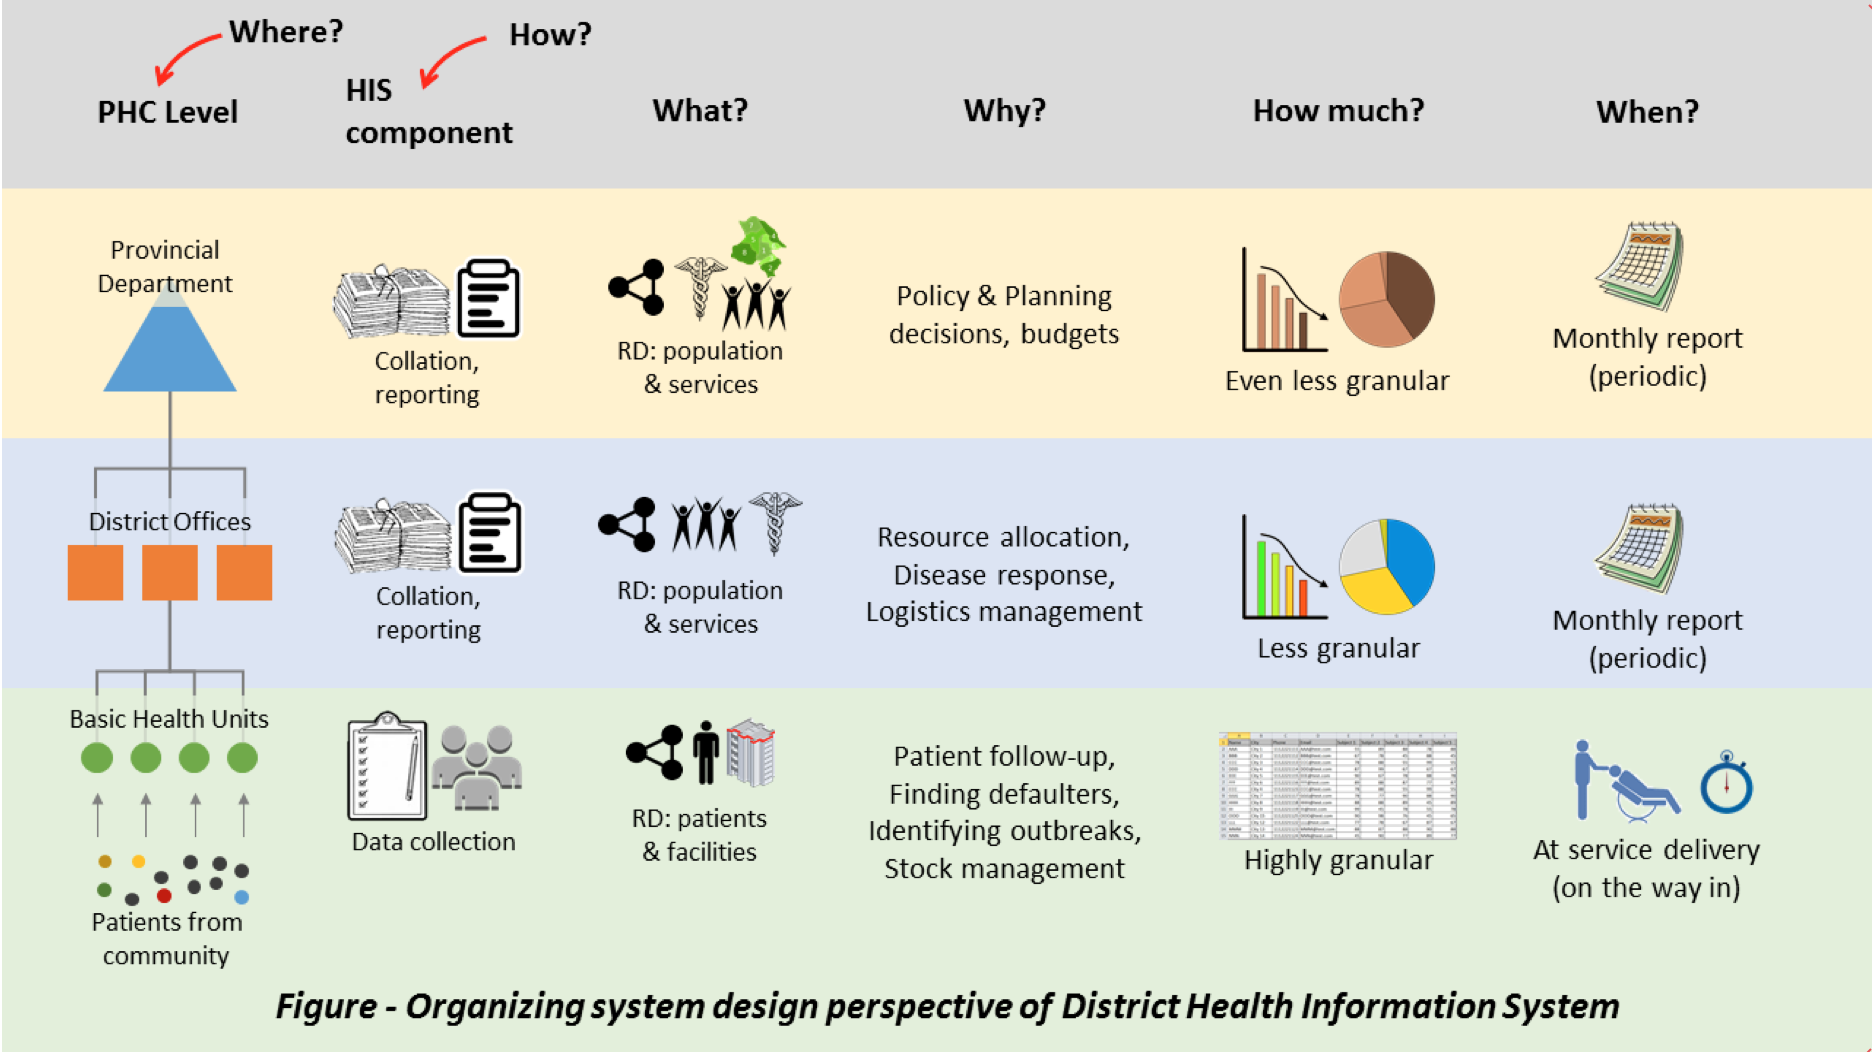 Where?
How?
PHC Level
HIS
component
What?
Why?
How much?
When?
Provincial
Department
Collation,
reporting
RD: population
& services
Policy & Planning
decisions, budgets
Even less granular
Monthly report
(periodic)
District Offices
Collation,
reporting
RD: population
& services
Resource allocation,
Disease response,
Logistics management
Less granular
Monthly report
(periodic)
Basic Health Units
Patients from
community
Data collection
RD: patients
& facilities
Patient follow-up,
Finding defaulters,
Identifying outbreaks,
Stock management
Highly granular
At service delivery
(on the way in)
Figure - Organizing system design perspective of District Health Information System